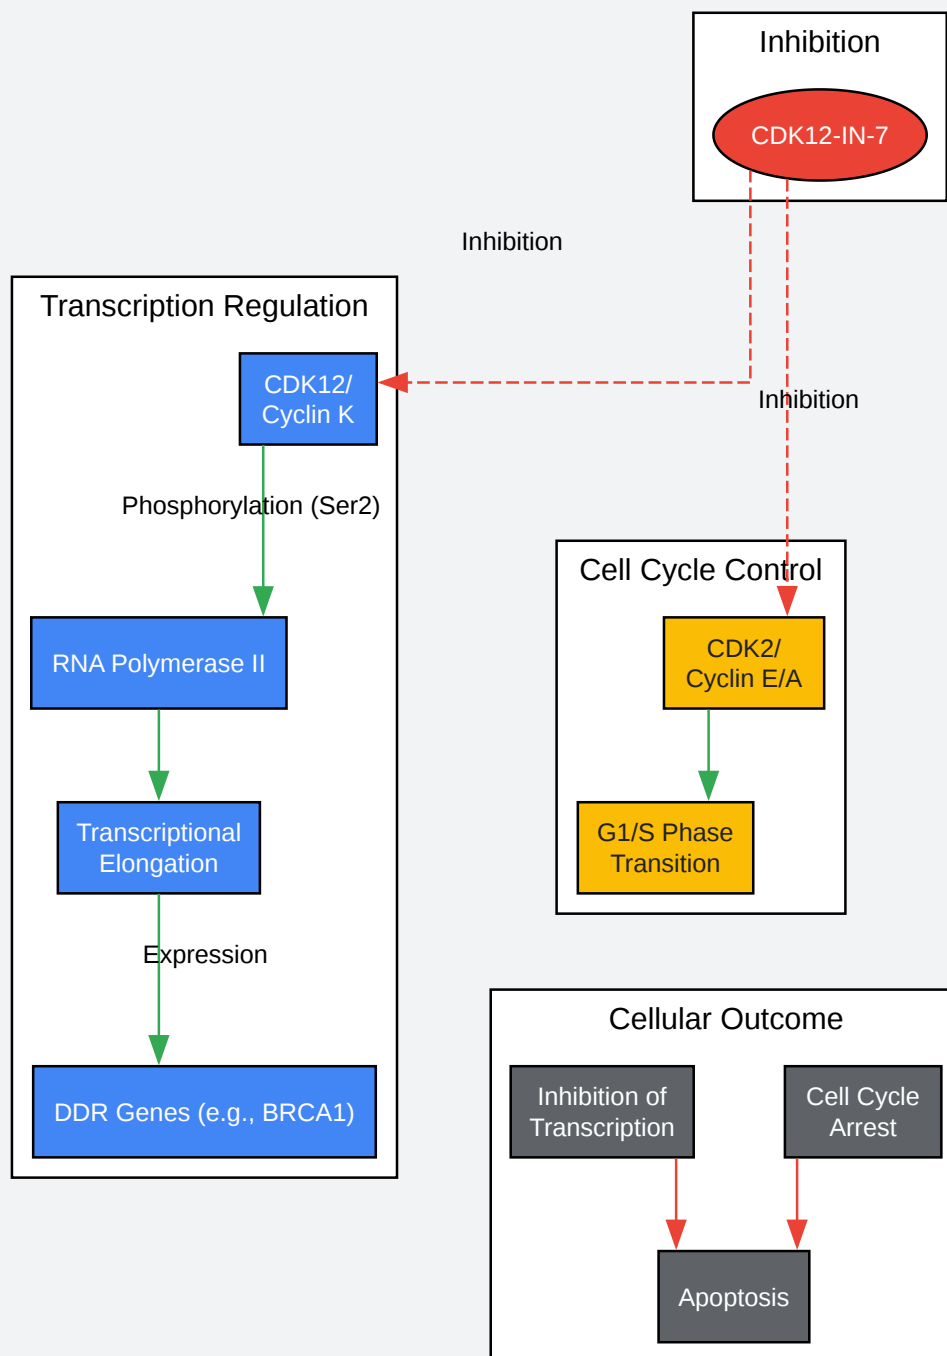 Inhibition
CDK12-IN-7
Inhibition
Transcription Regulation
CDK12/
Cyclin K
Inhibition
Phosphorylation (Ser2)
Cell Cycle Control
RNA Polymerase II
CDK2/
Cyclin E/A
Transcriptional
Elongation
G1/S Phase
Transition
Expression
Cellular Outcome
DDR Genes (e.g., BRCA1)
Inhibition of
Transcription
Cell Cycle
Arrest
Apoptosis